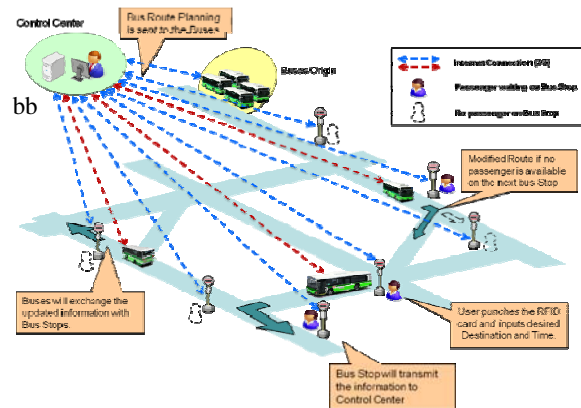 Control Center
Bus Route Planning
is sent to the Buses
Buses Origin
bb
Internet Connection (3G)
Passenger waiting on Bus Stop
No passenger on Bus Stop
Modified Route if no
passenger is available
on the next bus-Stop
Buses will exchange the
updated information with
Bus Stops.
User punches the RFID
card and inputs desired
Destination and Time.
Bus Stop will transmit
the information to
Control Center